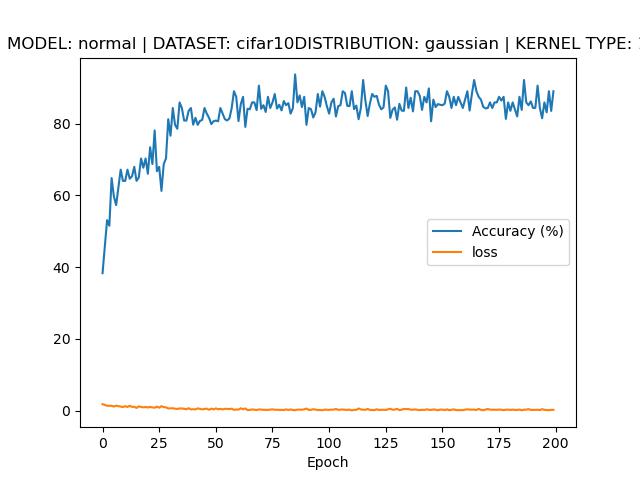 MODEL: normal | DATASET: cifar10DISTRIBUTION: gaussian | KERNEL TYPE:
80
60
40
20
0
Accuracy (%)
loss
0 25 50 75 100 125 150 175 200
Epoch